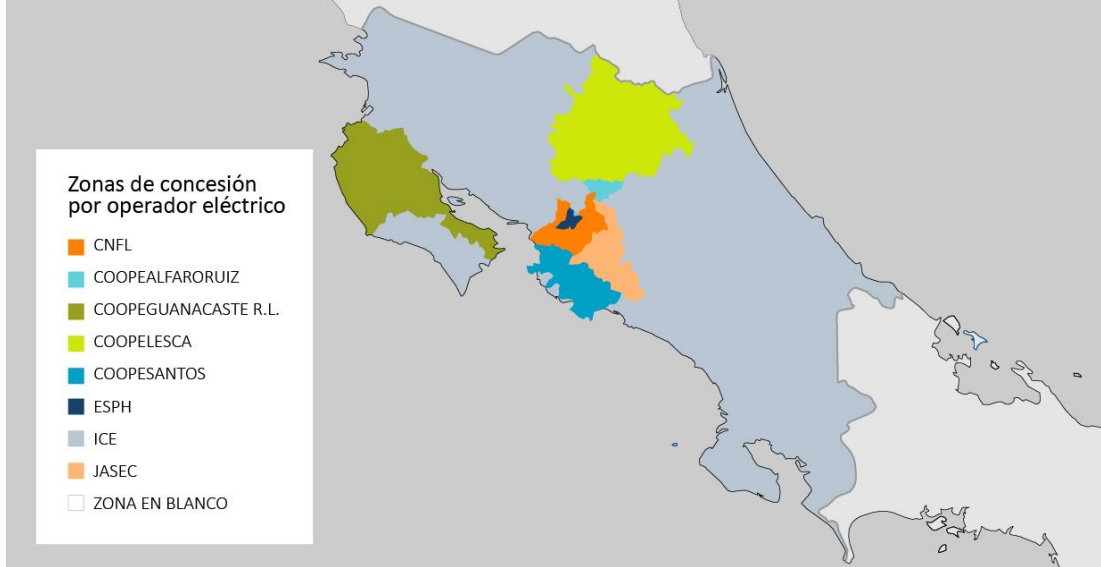 Zonas de concesión
por operador eléctrico
CNFL
COOPEALFARORUIZ
COOPEGUANACASTE R.L.
COOPELESCA
COOPESANTOS
ESPH
ICE
JASEC
ZONA EN BLANCO